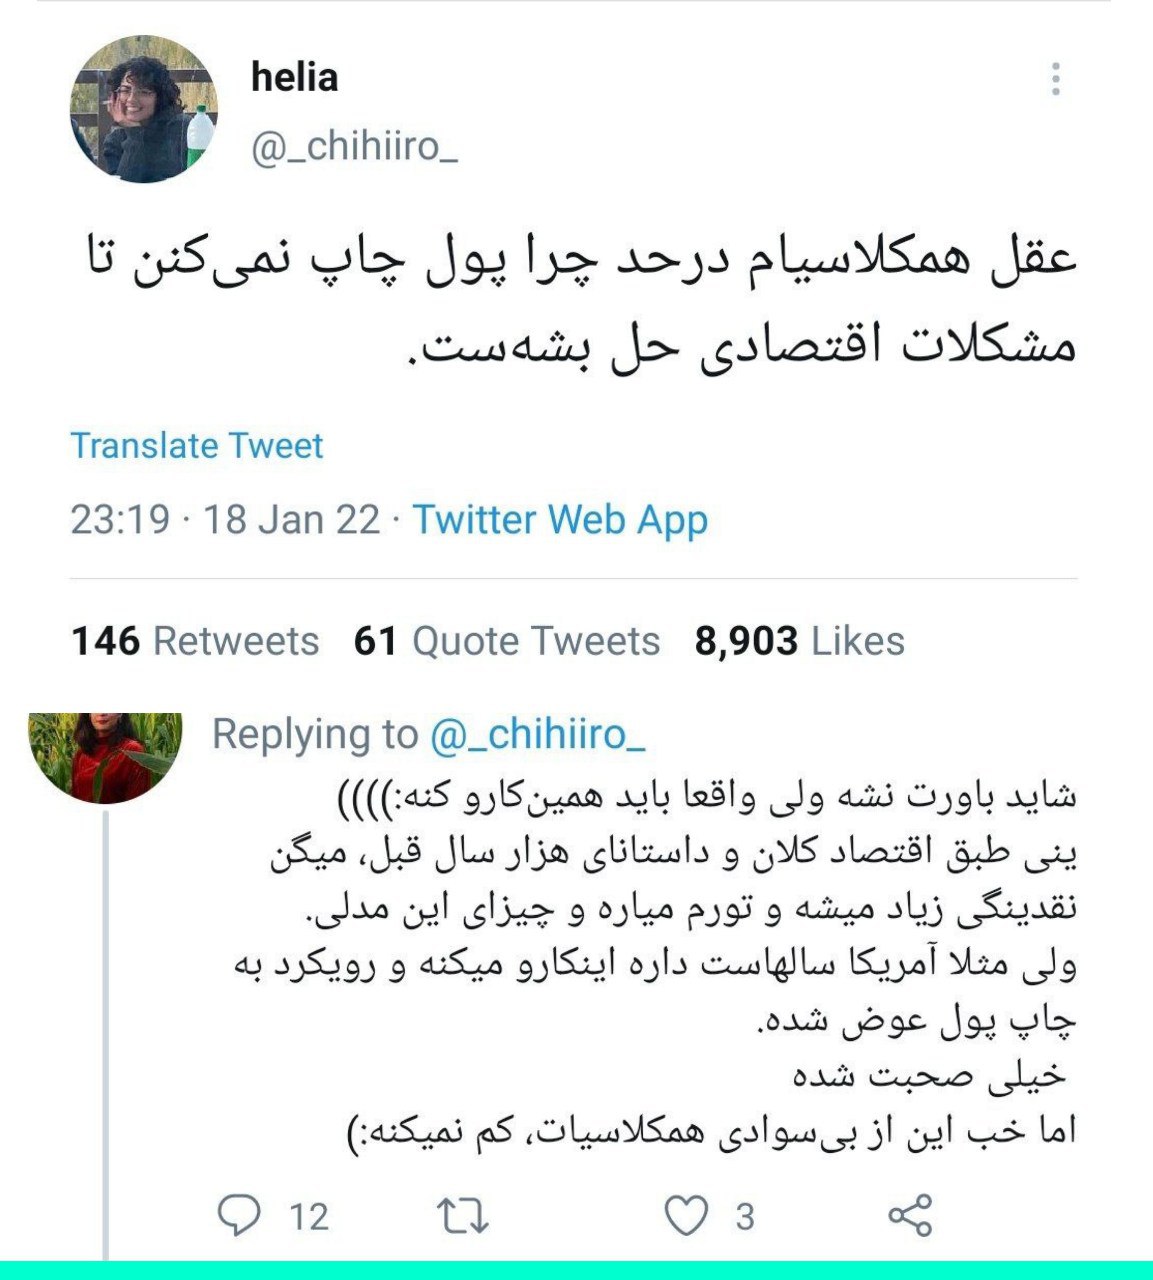 helia
@_chihiiro_
عقل همکلاسیام درحد چرا پول چاپ نمی‌کنن تا
مشکلات اقتصادی حل بشه‌ست.
Translate Tweet
23:19 · 18 Jan 22 · Twitter Web App
146 Retweets 61 Quote Tweets 8,903 Likes
Replying to @_chihiiro_
شاید باورت نشه ولی واقعا باید همین‌کارو کنه:))))
ینی طبق اقتصاد کلان و داستانای هزار سال قبل، میگن
نقدینگی زیاد میشه و تورم میاره و چیزای این مدلی.
ولی مثلا آمریکا سالهاست داره اینکارو میکنه و رویکرد به
چاپ پول عوض شده.
خیلی صحبت شده
اما خب این از بی‌سوادی همکلاسیات، کم نمیکنه:)
12 3